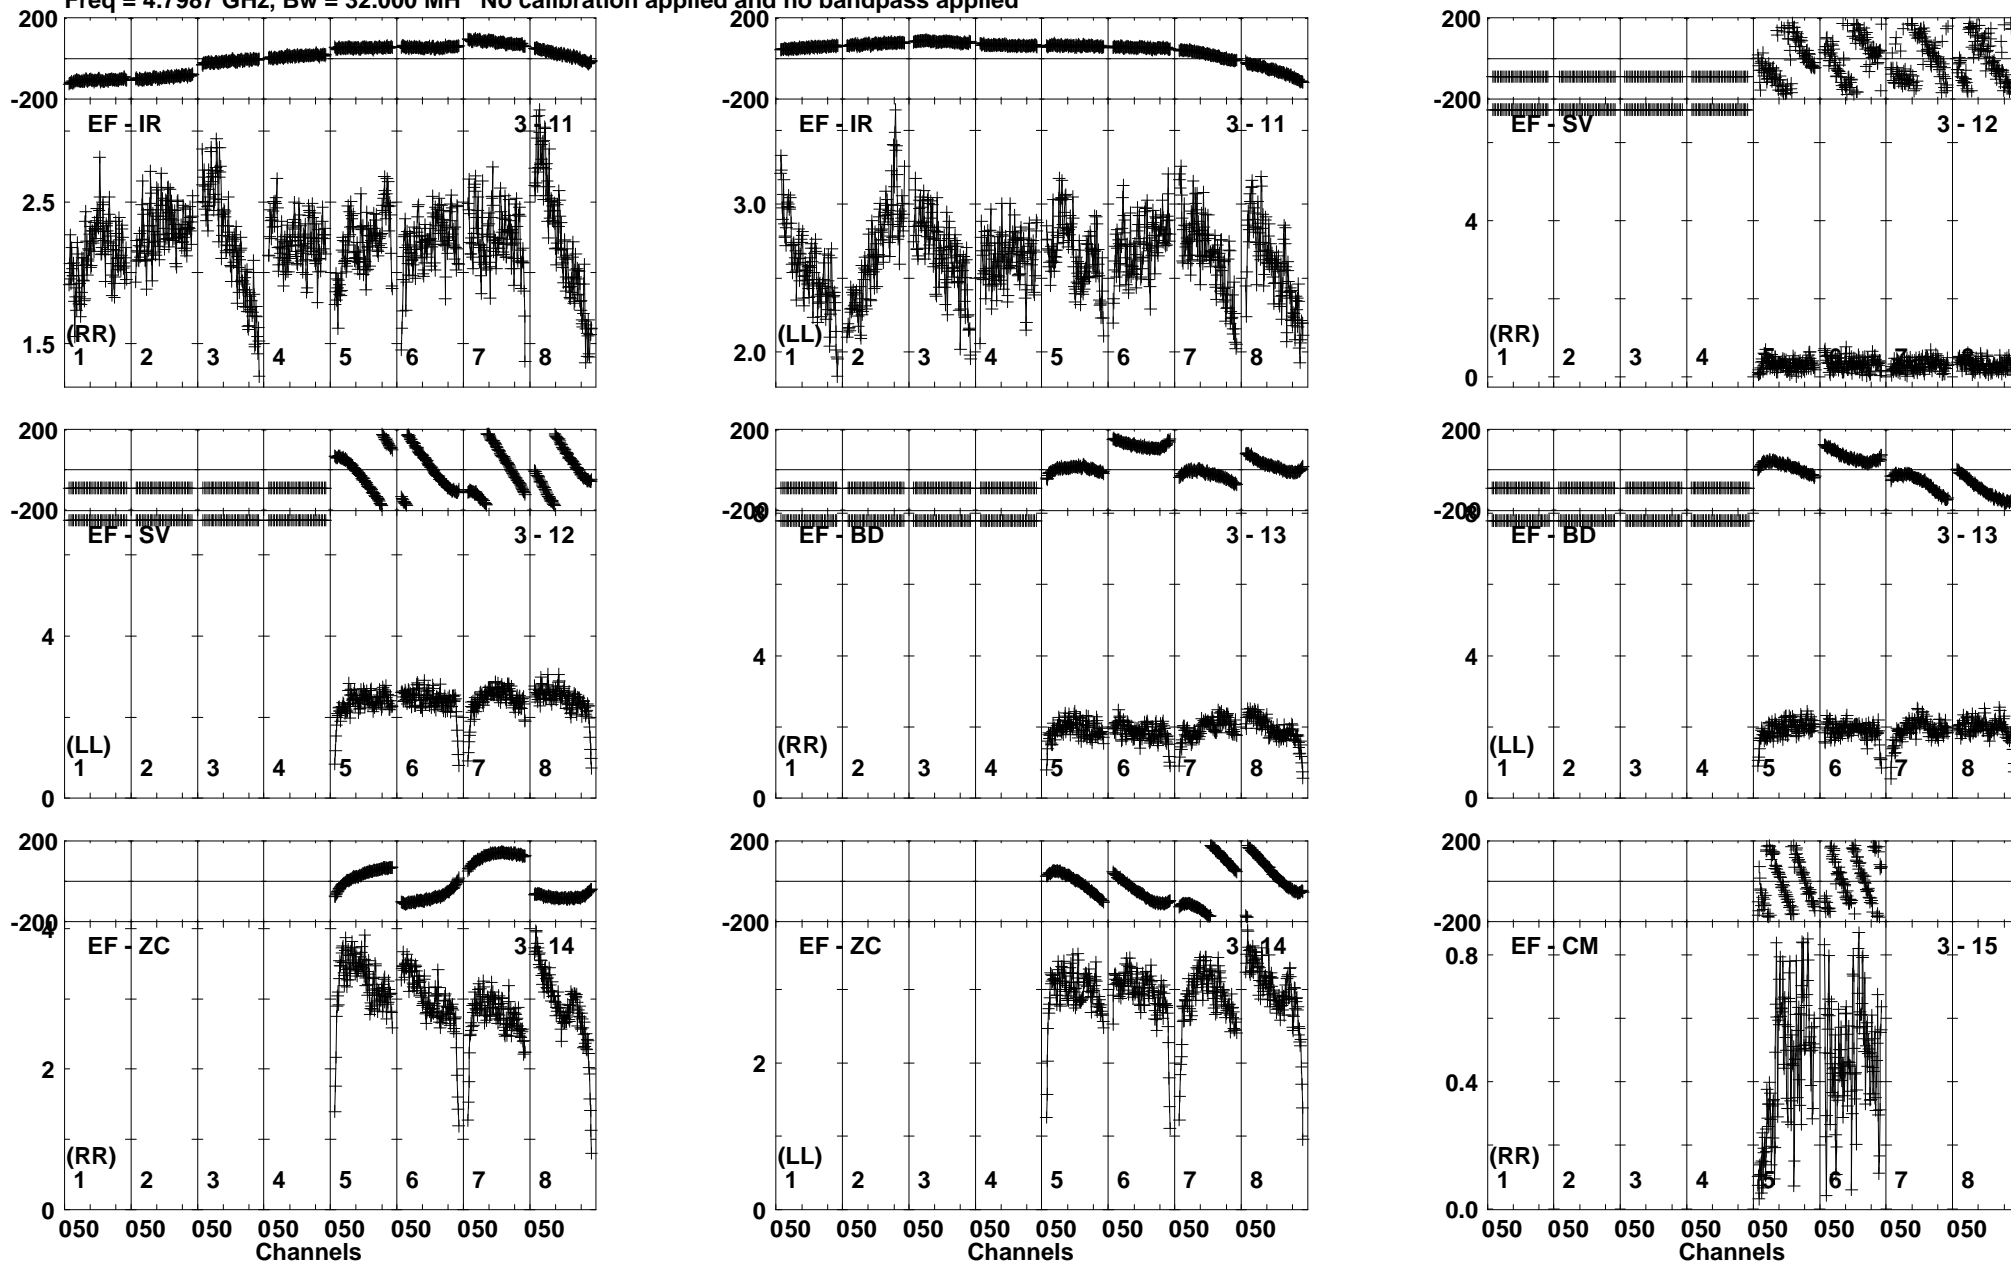 Freq = 4.7987 GHz, Bw = 32.000 MH No calibration applied and no bandpass applied
200 200 200
-200 -200 -200
EF - IR 3 - 11 EF - IR 3 - 11 EF - SV 3 - 12
2.5 3.0 4
1.5 2.0 0
(RR) (LL) (RR)
1 2 3 4 5 6 7 8 1 2 3 4 5 6 7 8 1 2 3 4 5 6 7 8
200 200 200
-200 -200 -200
8 8
EF - SV 3 - 12 EF - BD 3 - 13 EF - BD 3 - 13
4 4 4
(LL) (RR) (LL)
1 2 3 4 5 6 7 8 1 2 3 4 5 6 7 8 1 2 3 4 5 6 7 8
0 0 0
200 200 200
-200 -200 -200
4
EF - ZC 3 - 14 EF - ZC 3 - 14 EF - CM 3 - 15
0.8
2 2 0.4
(RR) (LL) (RR)
1 2 3 4 5 6 7 8 1 2 3 4 5 6 7 8 1 2 3 4 5 6 7 8
0 0 0.0
050 050 050 050 050 050 050 050 050 050 050 050 050 050 050 050 050 050 050 050 050 050 050 050
Channels Channels Channels